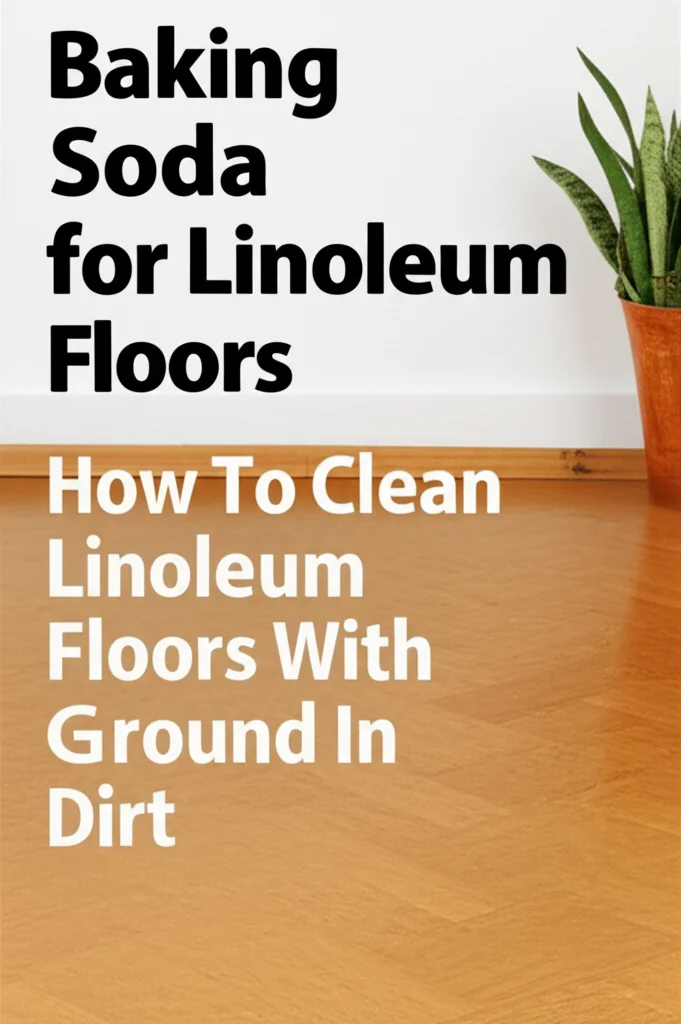 Baking
Soda
for Linoleum
Floors
How To Clean
Linoleum
Floors With
Ground In
Dirt